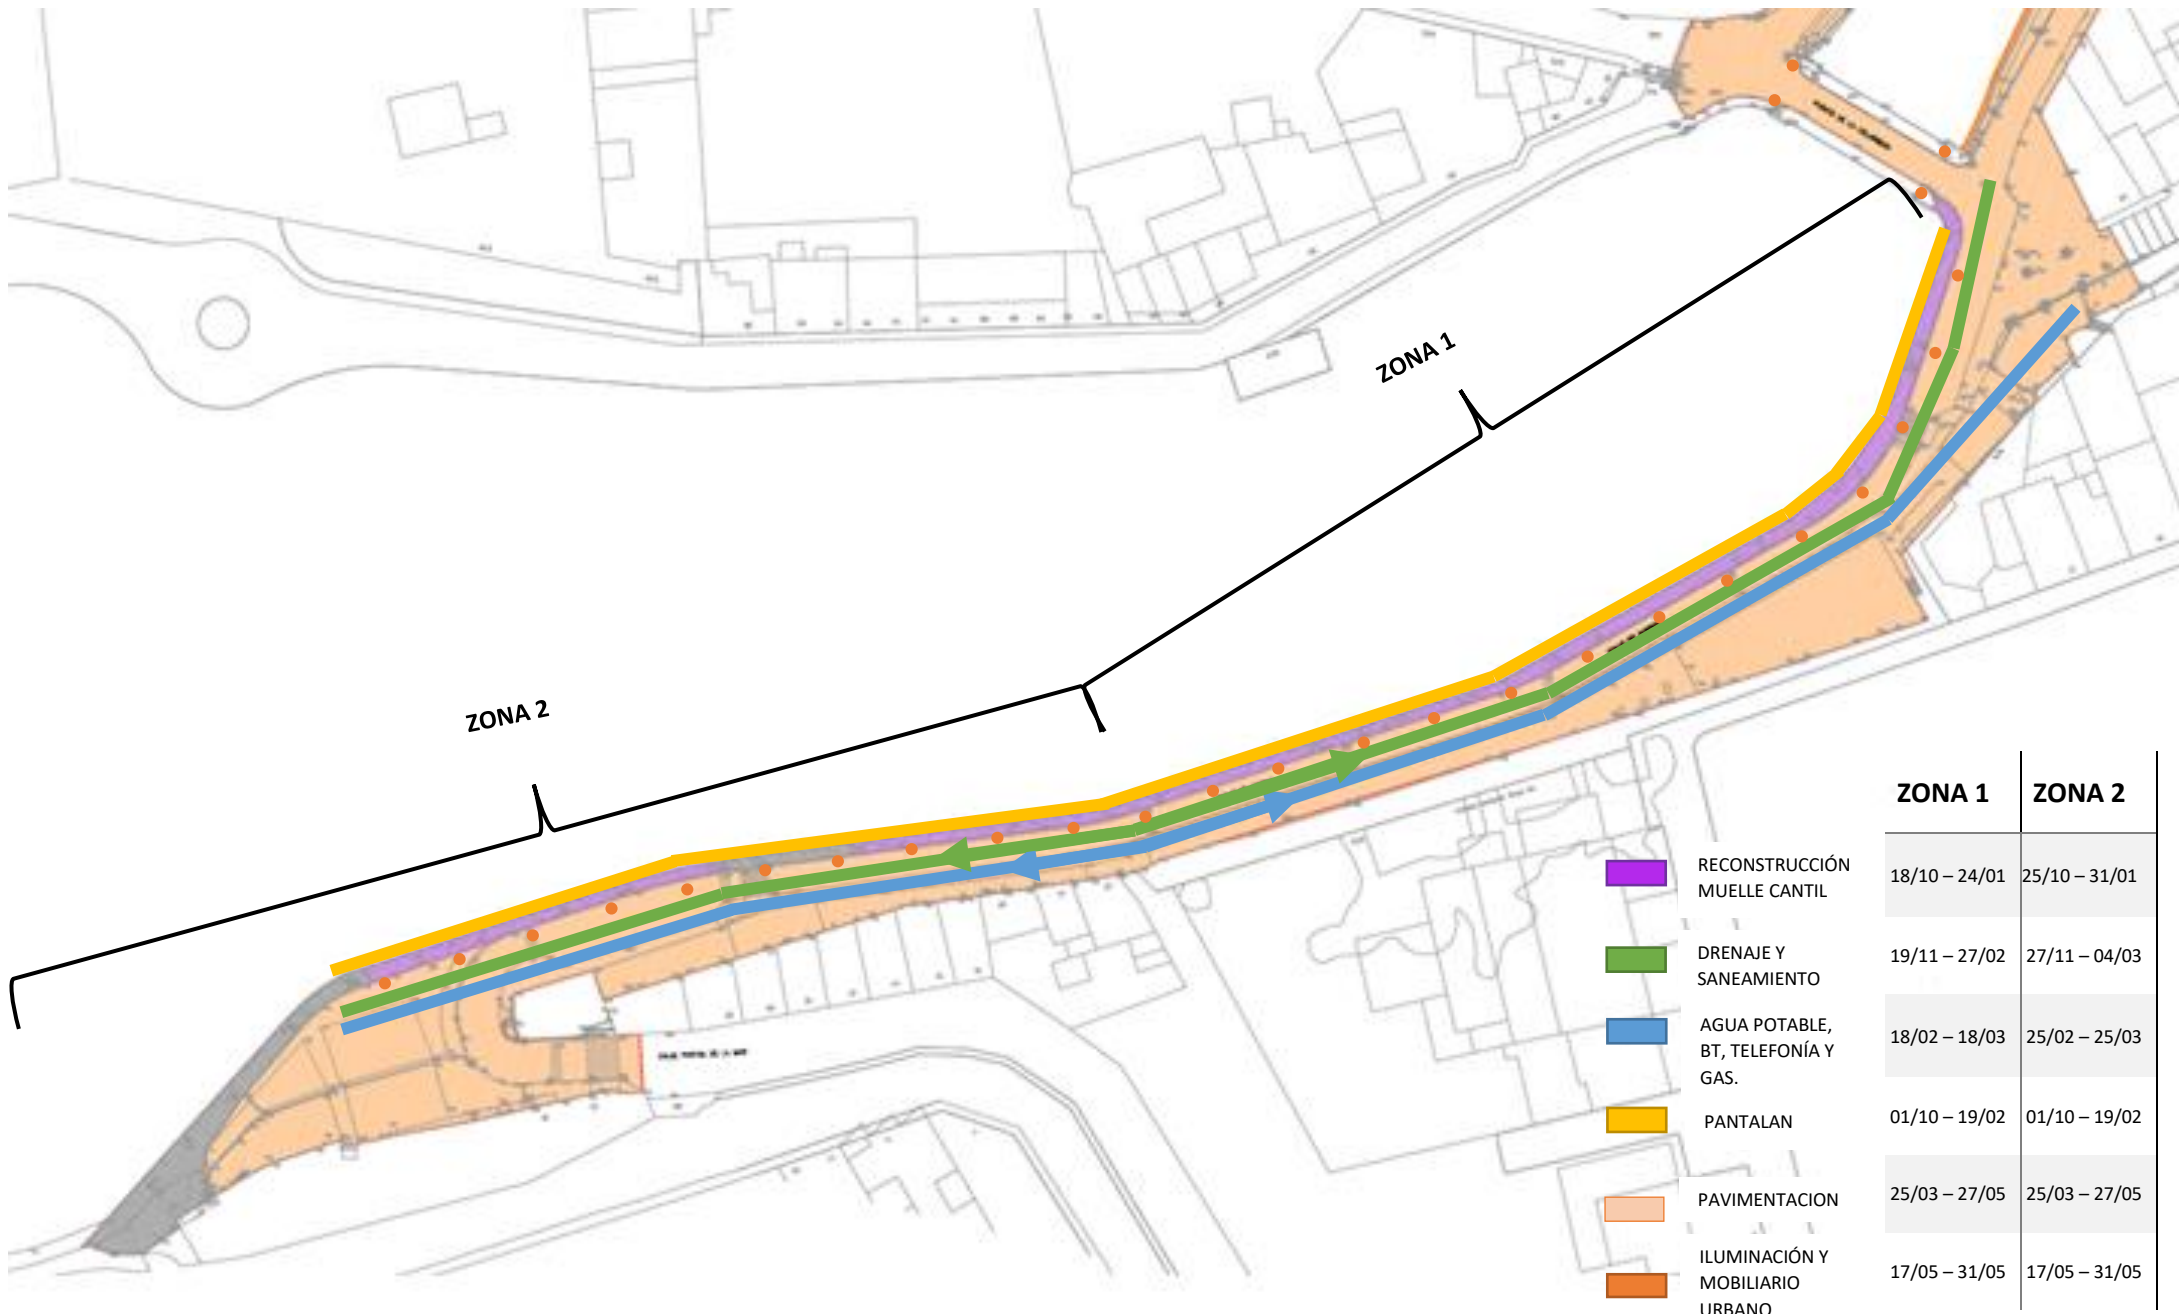 ZONA 1
ZONA 2
ZONA 1 ZONA 2
RECONSTRUCCIÓN
MUELLE CANTIL
18/10 – 24/01 25/10 – 31/01
DRENAJE Y
SANEAMIENTO
19/11 – 27/02 27/11 – 04/03
AGUA POTABLE,
BT, TELEFONÍA Y
GAS.
18/02 – 18/03 25/02 – 25/03
PANTALAN
01/10 – 19/02 01/10 – 19/02
PAVIMENTACION
25/03 – 27/05 25/03 – 27/05
ILUMINACIÓN Y
MOBILIARIO
URBANO
17/05 – 31/05 17/05 – 31/05